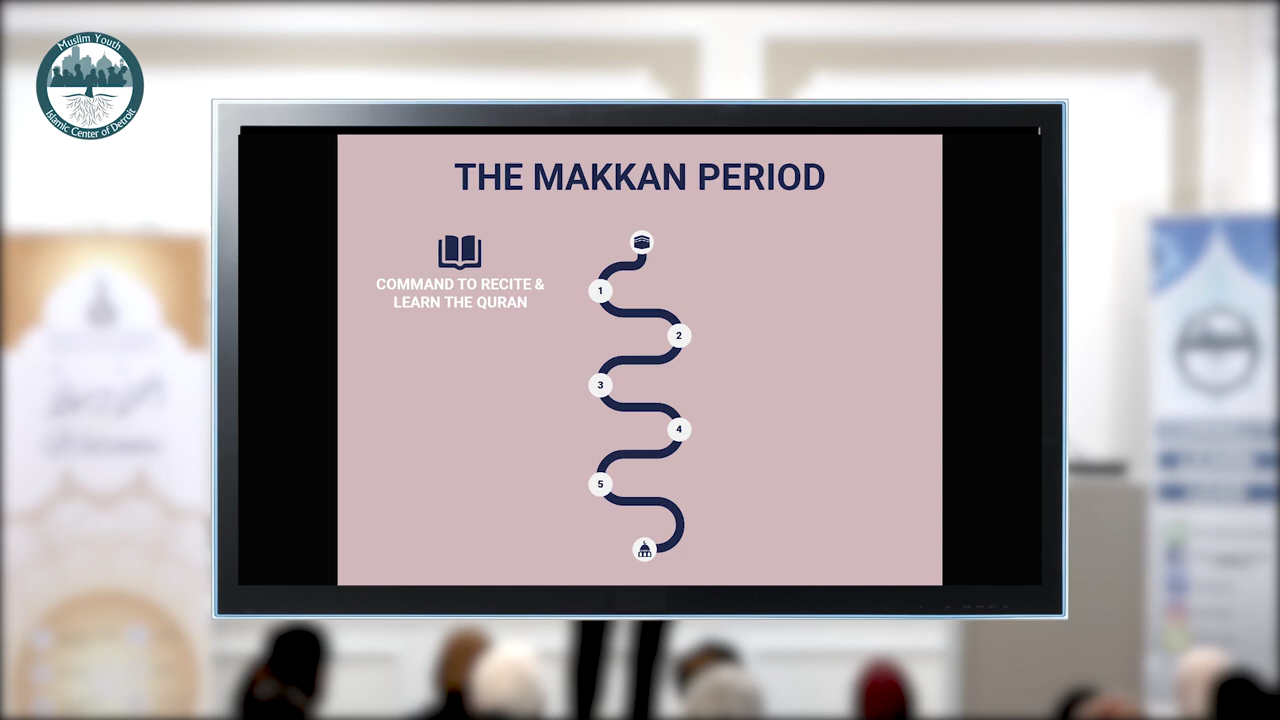 Muslim Youth
Islamic Center of Detroit
THE MAKKAN PERIOD
COMMAND TO RECITE &
LEARN THE QURAN
1
2
3
4
5